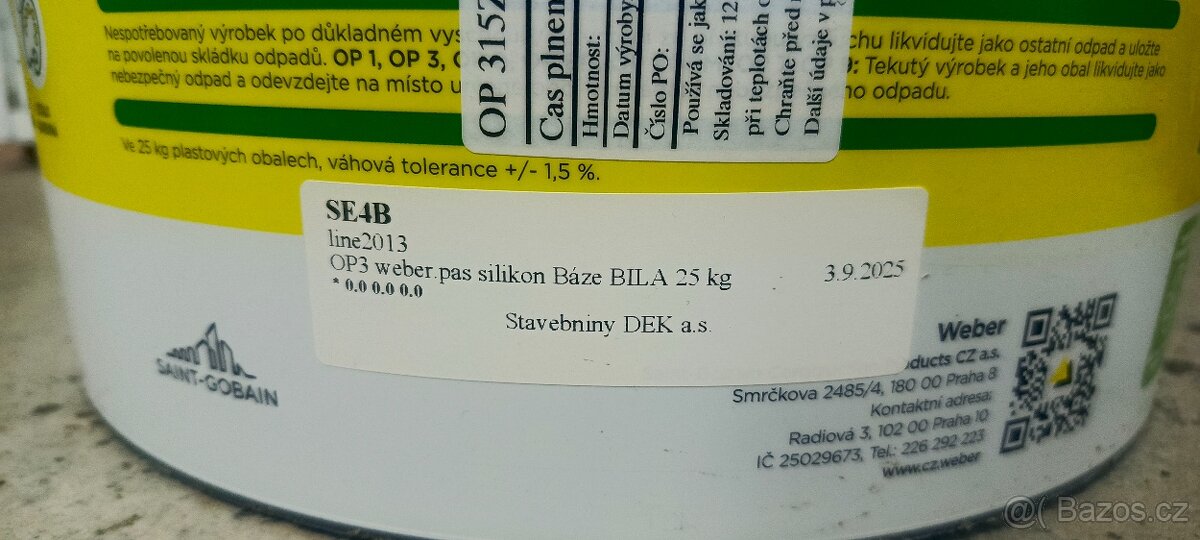 Nespotřebovaný výrobek po důkladném
na povolenou skládku odpadů. OP 1, OP 3,
nebezpečný odpad a odevzdejte na místo
chu likvidujte jako ostatní odpad a uložte
Tekutý výrobek a jeho obal likvidujte jako
odpadu.
Ve 25 kg plastových obalech, váhová tolerance +/- 1,5 %.
OP 3152
Čas plnen
Hmotnost:
Datum výroby
Číslo PO:
Používá se jak
Skladování: 12
při teplotách
Chraňte před
Další údaje v
SE4B
line2013
OP3 weber.pas silikon Báze BILA 25 kg 3.9.2025
* 0.0 0.0 0.0
Stavebniny DEK a.s.
SAINT-GOBAIN
Weber
ducts CZ a.s.
Smrčkova 2485/4, 180 00 Praha 8
Kontaktní adresa:
Radiová 3, 102 00 Praha 10
IČ 25029673, Tel.: 226 292 223
www.cz.weber
@( Bazos.cz